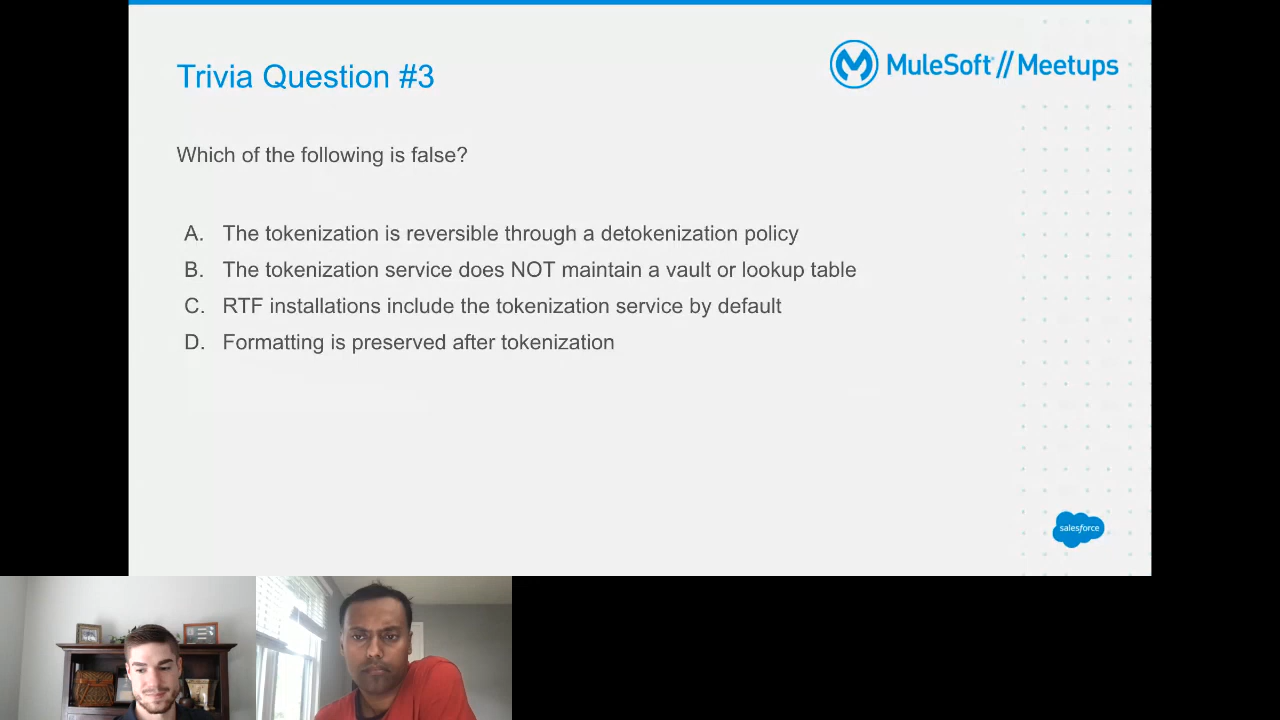 Trivia Question #3
MuleSoft // Meetups
Which of the following is false?
A. The tokenization is reversible through a detokenization policy
B. The tokenization service does NOT maintain a vault or lookup table
C. RTF installations include the tokenization service by default
D. Formatting is preserved after tokenization
salesforce